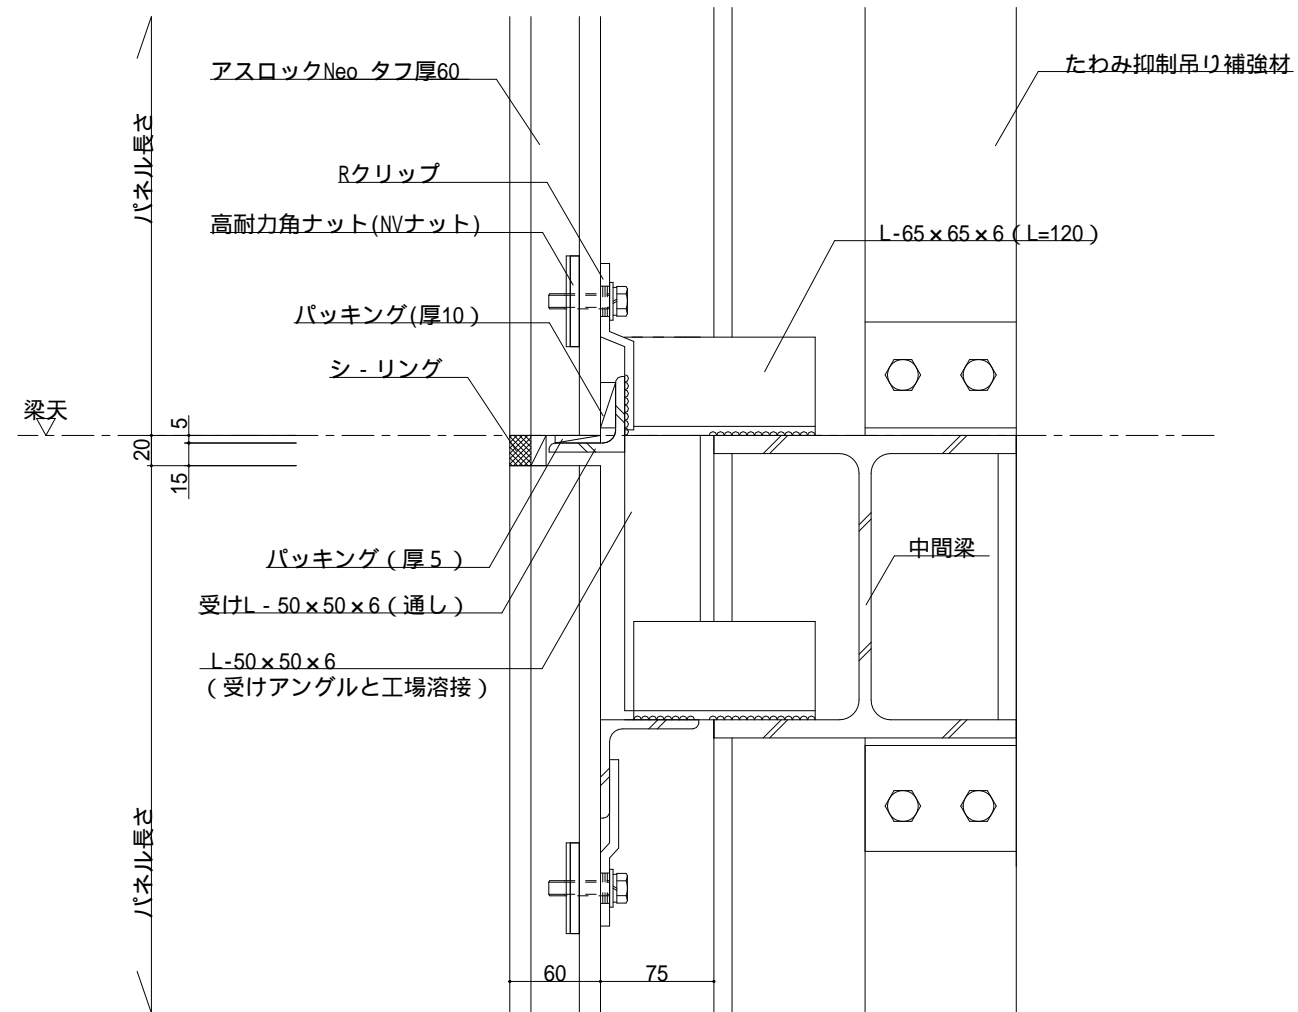 アスロックNeo タフ厚60
たわみ抑制吊り補強材
パネル長さ
Rクリップ
高耐力角ナット(NVナット)
L-65×65×6(L=120)
パッキング(厚10)
シ-リング
梁天
5
20
15
パッキング(厚5)
中間梁
受けL-50×50×6(通し)
L-50×50×6
(受けアングルと工場溶接)
パネル長さ
60
75